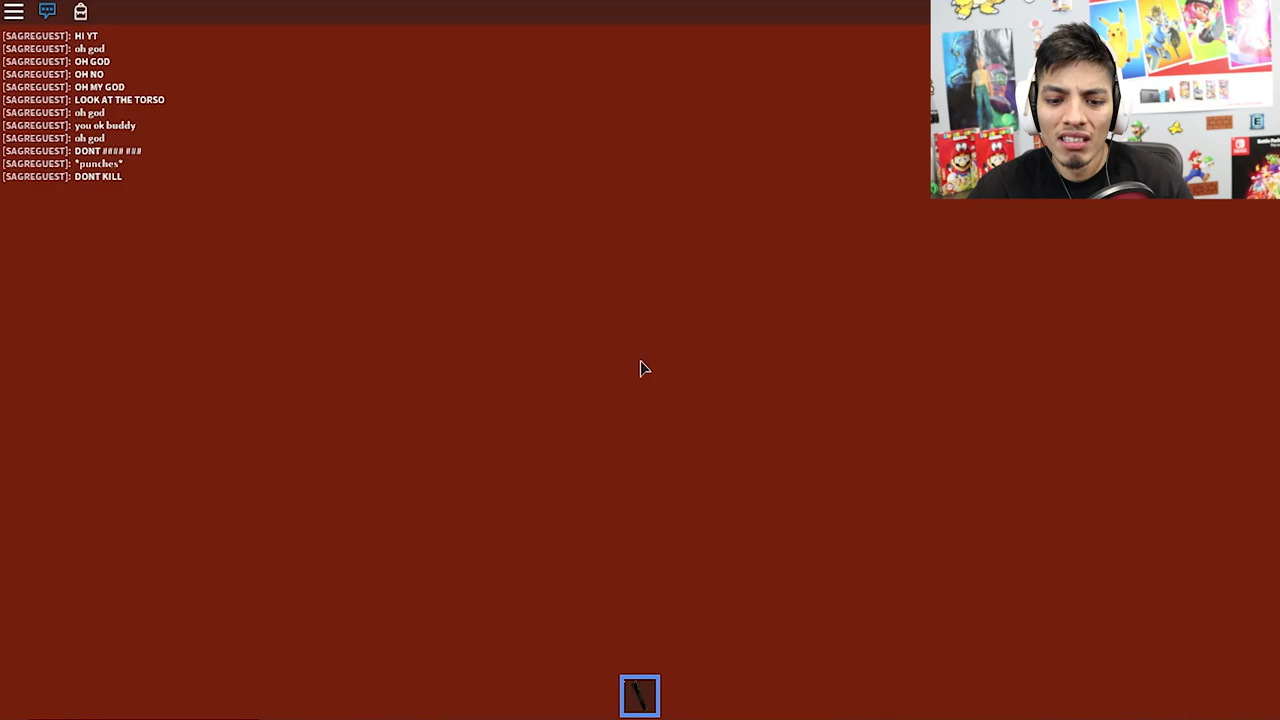 [SAGREGUEST]: HI YT
[SAGREGUEST]: oh god
[SAGREGUEST]: OH GOD
[SAGREGUEST]: OH NO
[SAGREGUEST]: OH MY GOD
[SAGREGUEST]: LOOK AT THE TORSO
[SAGREGUEST]: oh god
[SAGREGUEST]: you ok buddy
[SAGREGUEST]: oh god
[SAGREGUEST]: DONT #### ###
[SAGREGUEST]: *punches*
[SAGREGUEST]: DONT KILL